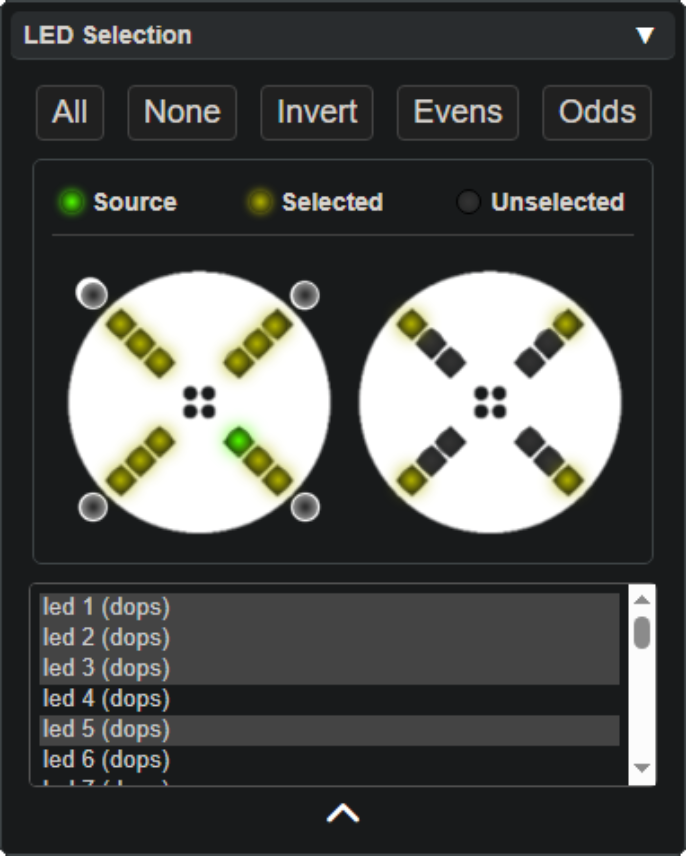 LED Selection
All None Invert Evens Odds
Source Selected Unselected
led 1 (dops)
led 2 (dops)
led 3 (dops)
led 4 (dops)
led 5 (dops)
led 6 (dops)